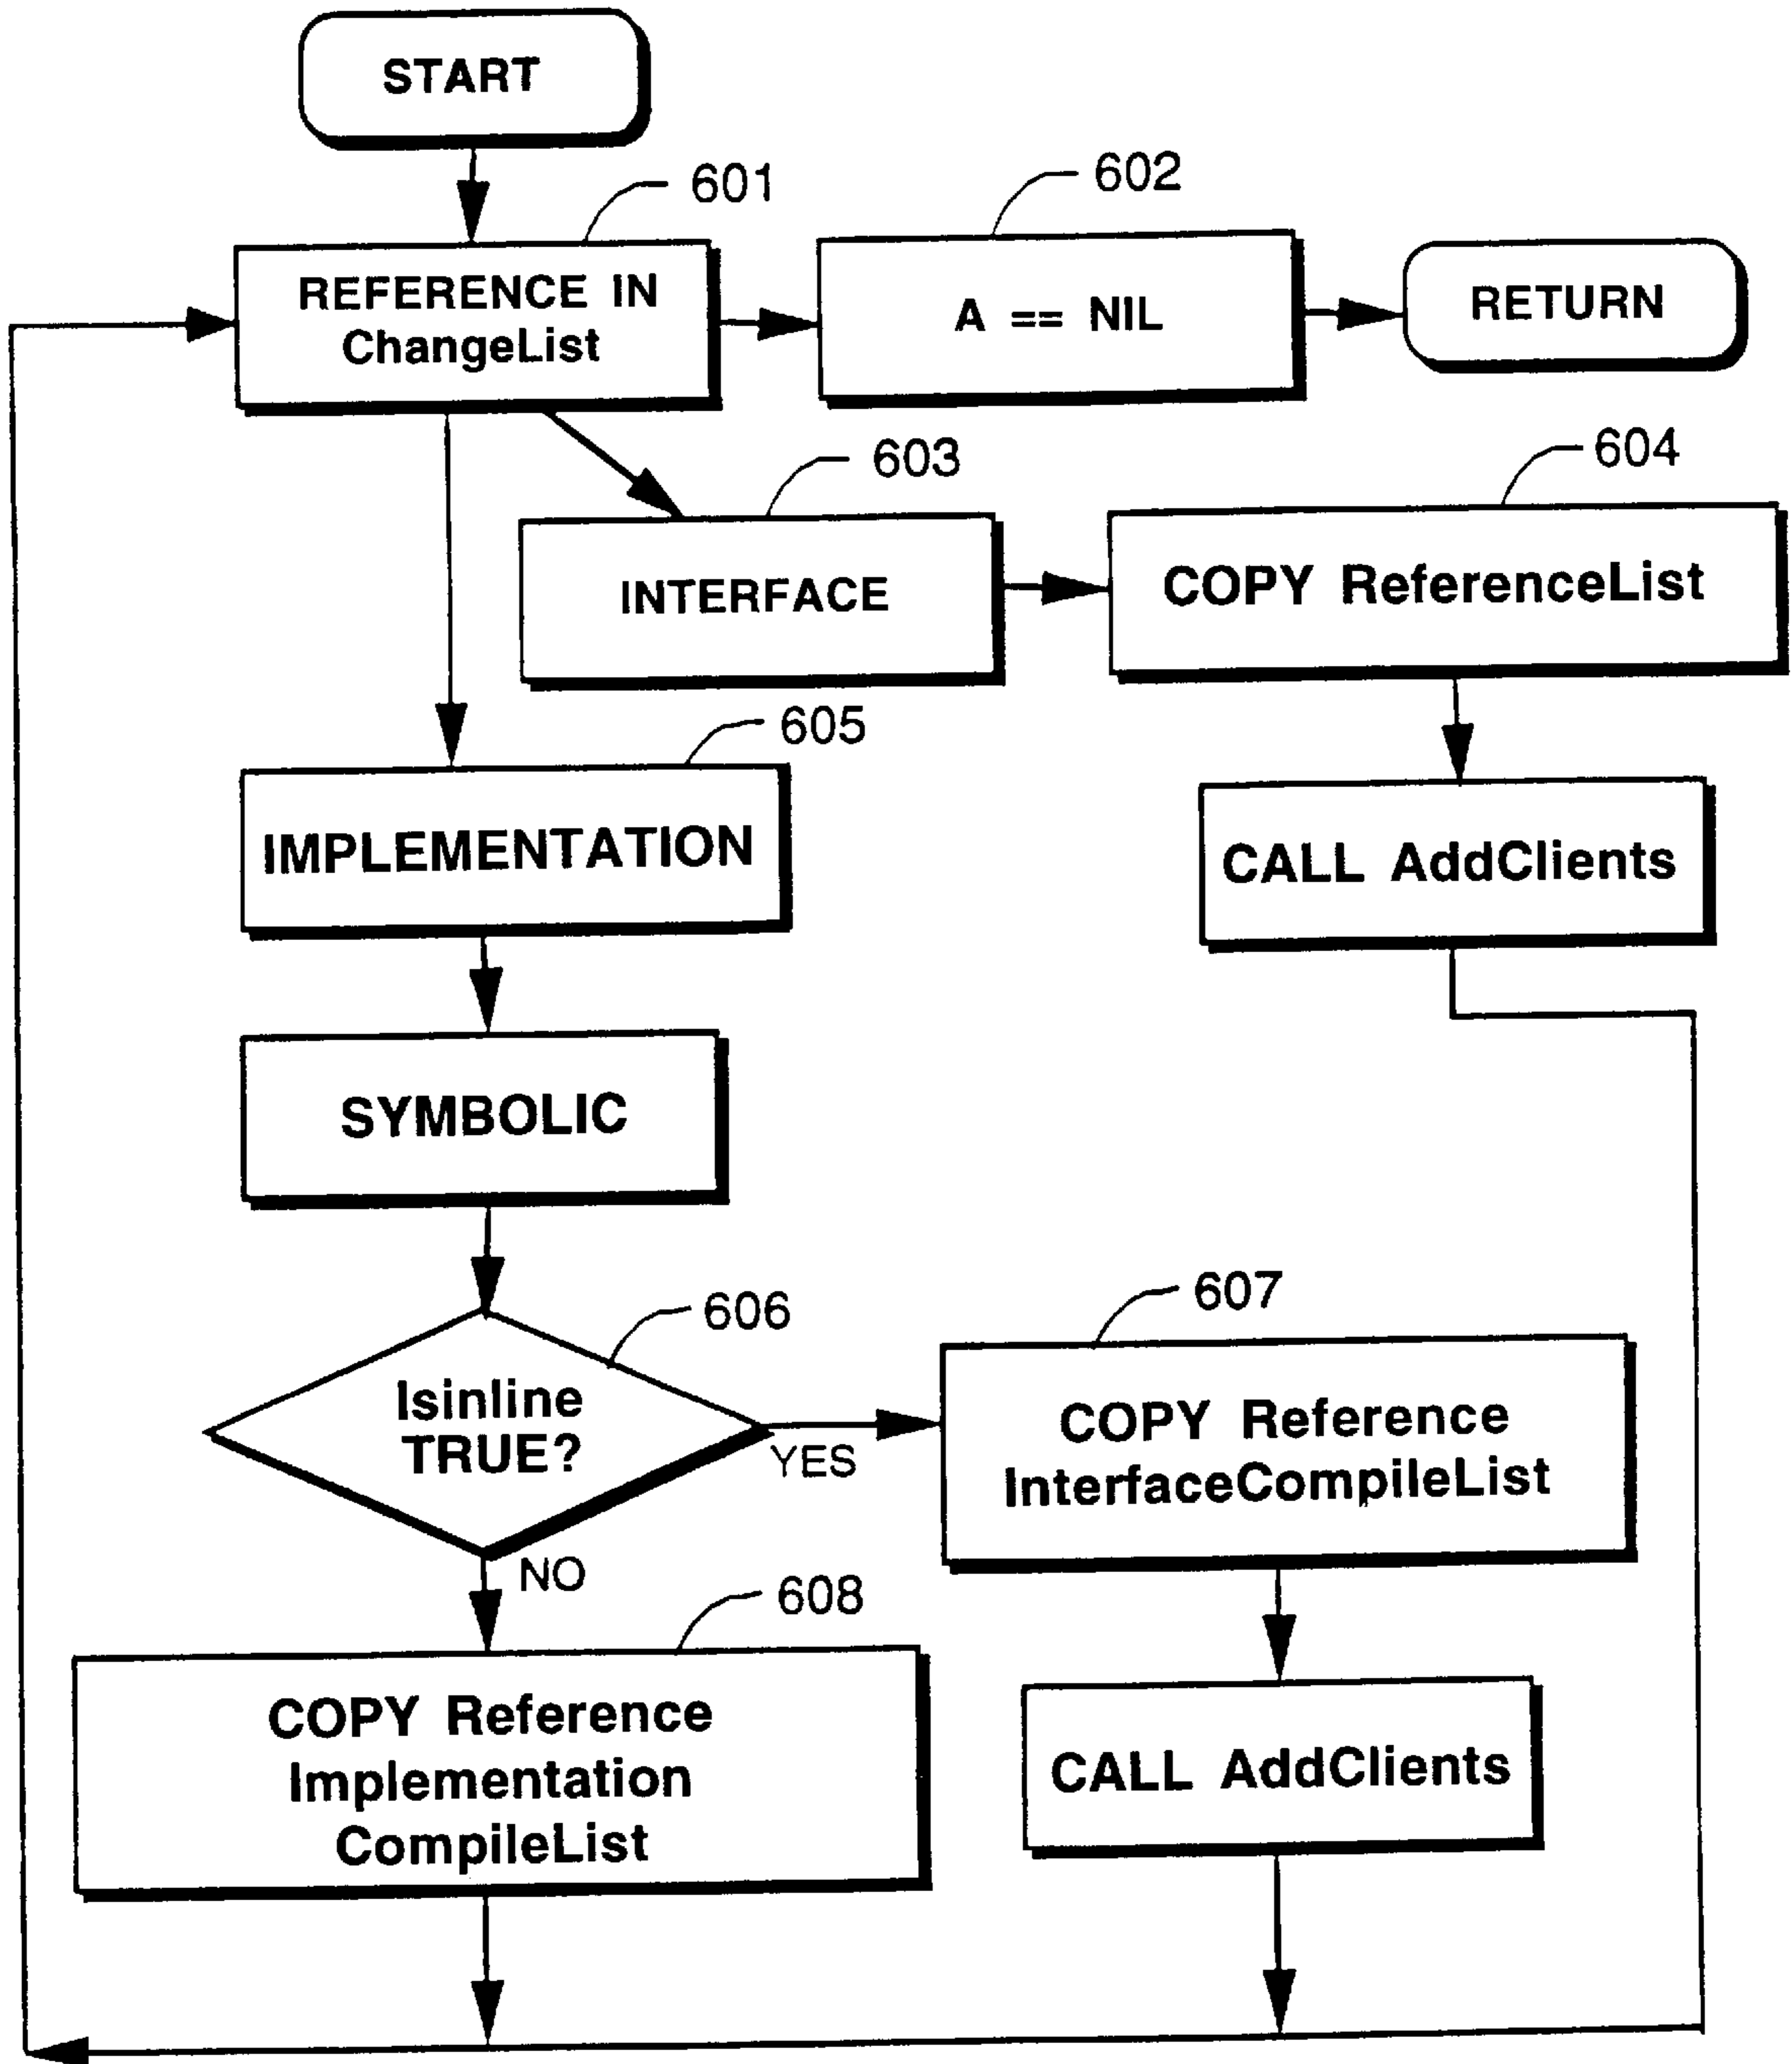 START
601
602
REFERENCE IN
ChangeList
A == NIL
RETURN
603
604
INTERFACE
COPY ReferenceList
605
IMPLEMENTATION
CALL AddClients
SYMBOLIC
606
Isinline
TRUE?
YES
NO
607
COPY Reference
InterfaceCompileList
608
COPY Reference
Implementation
CompileList
CALL AddClients